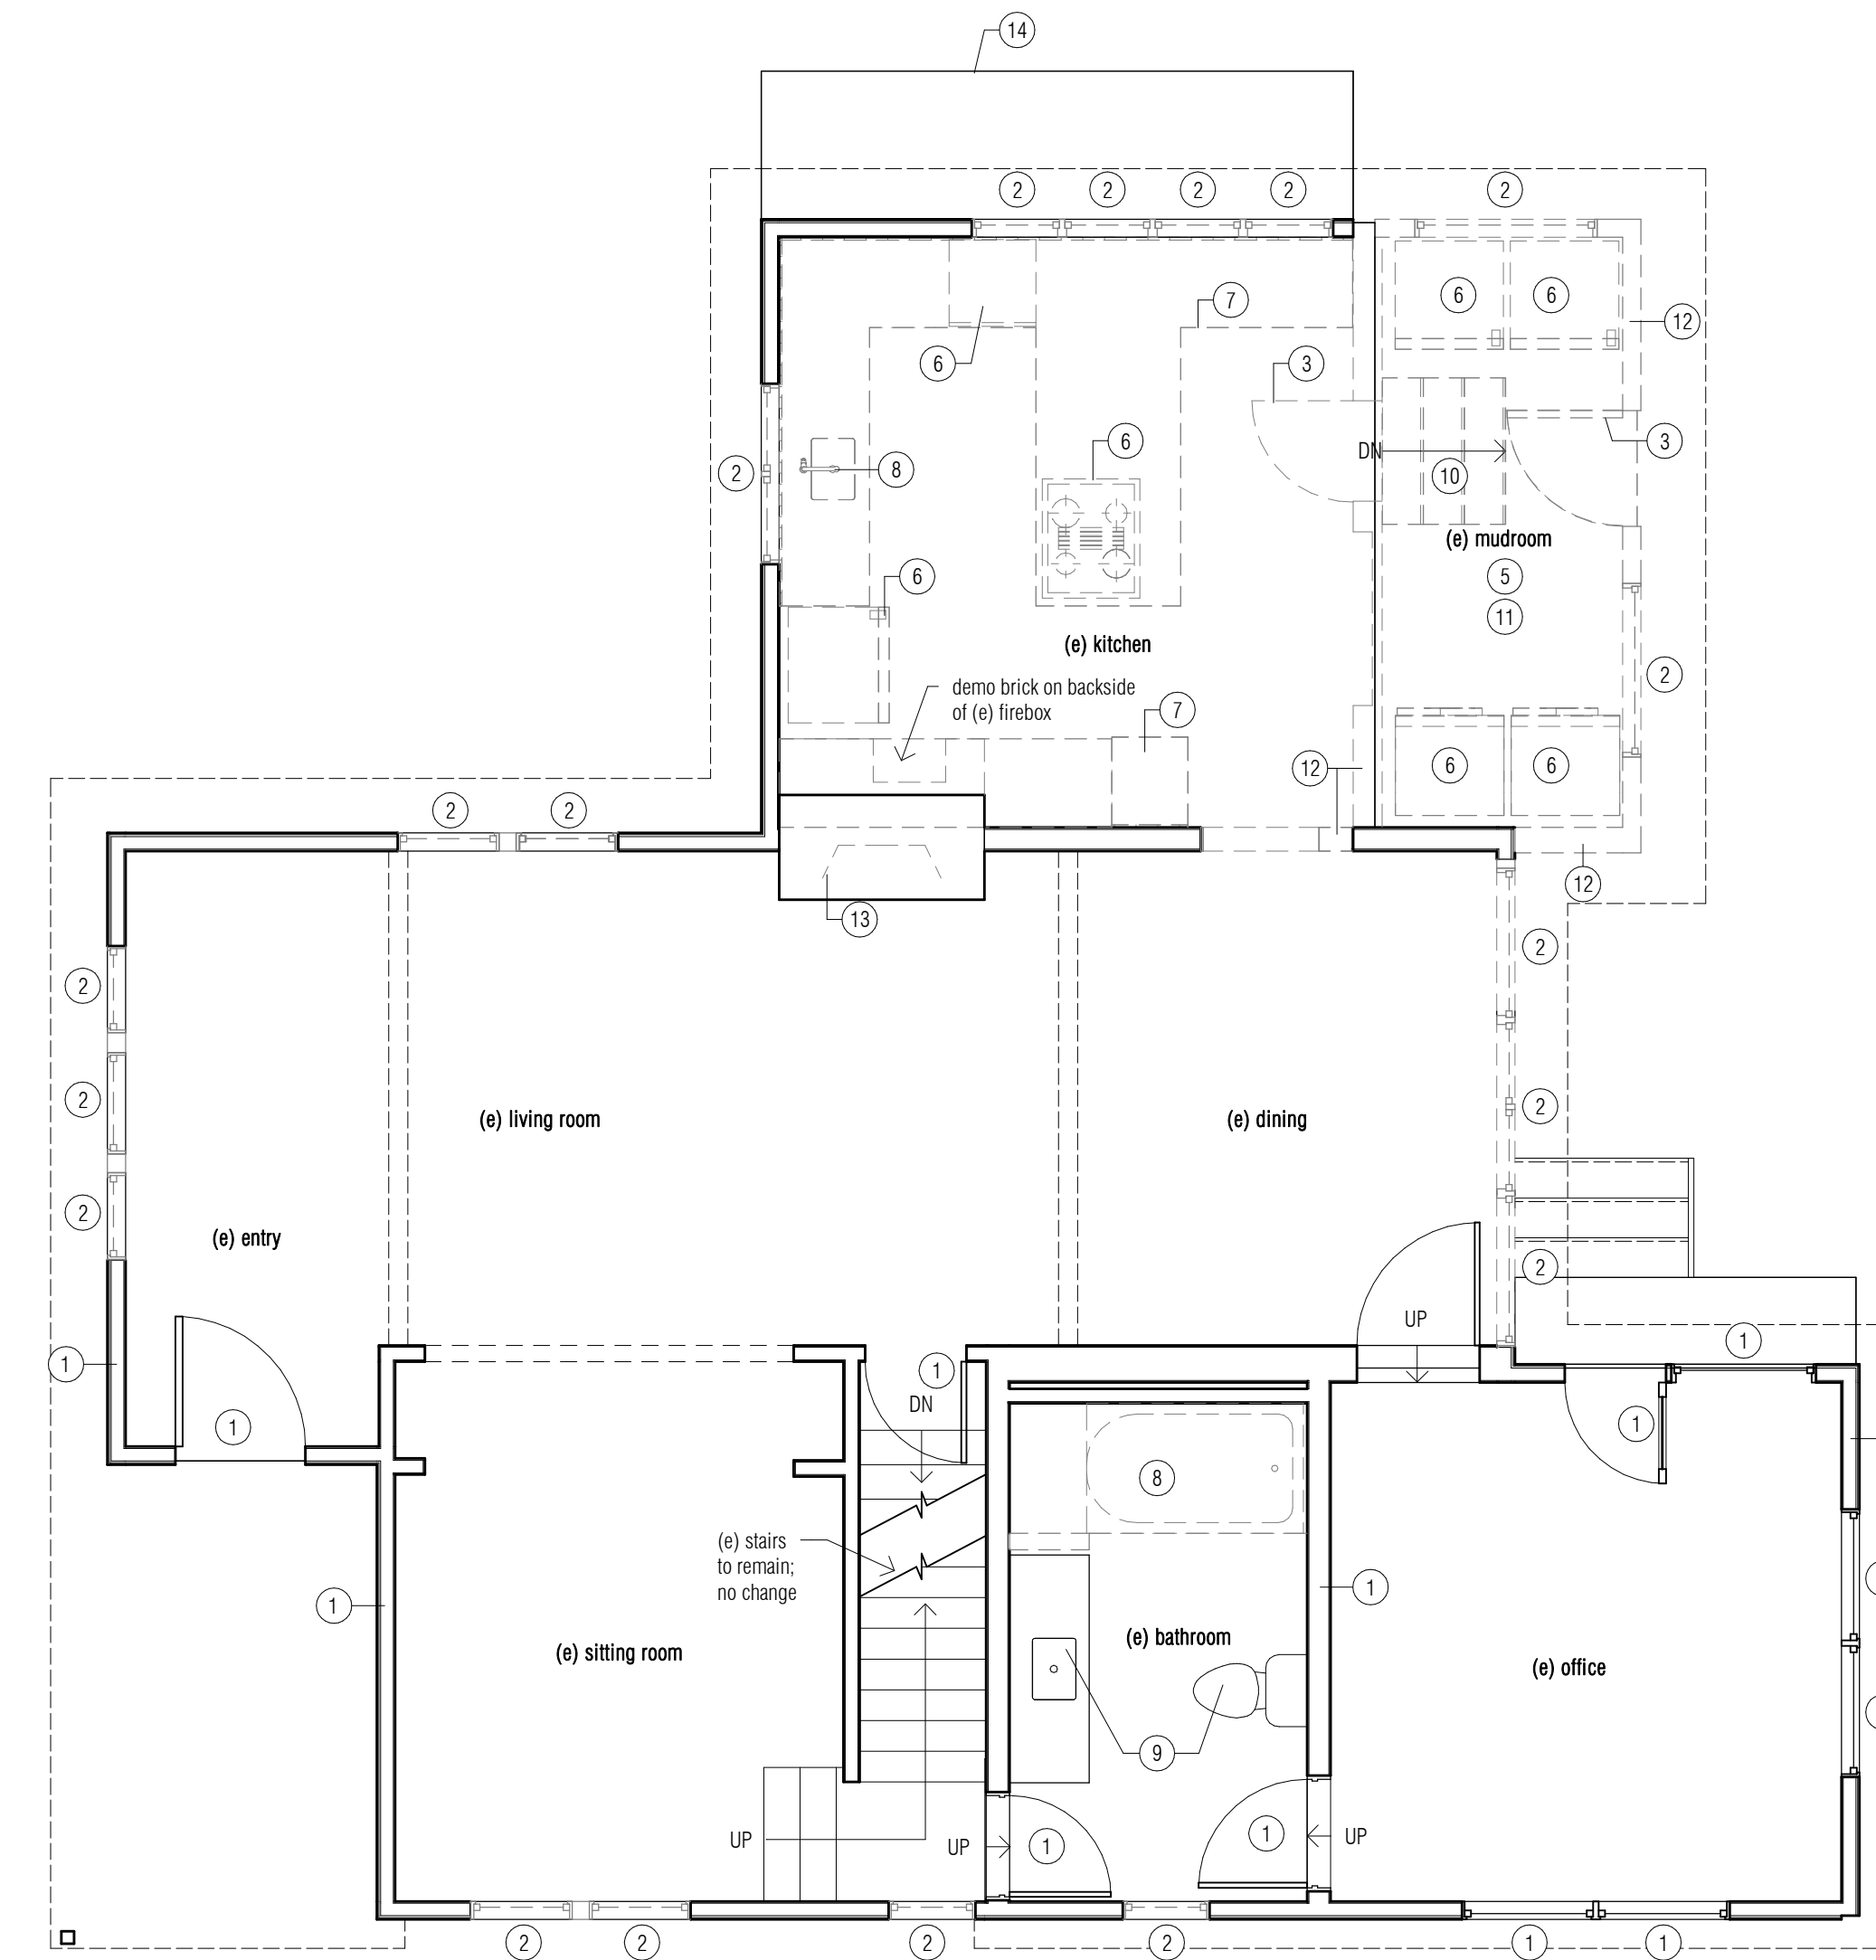 14
2
2
2
2
2
6
6
12
7
6
3
6
3
DN
2
8
10
(e) mudroom
6
5
11
(e) kitchen
2
demo brick on backside
of (e) firebox
7
12
6
6
2
2
12
13
2
2
2
2
(e) living room
(e) dining
2
(e) entry
2
UP
1
1
1
DN
1
1
8
(e) stairs
to remain;
no change
1
1
(e) bathroom
(e) sitting room
(e) office
9
UP
UP
1
1
UP
2
2
2
2
1
1